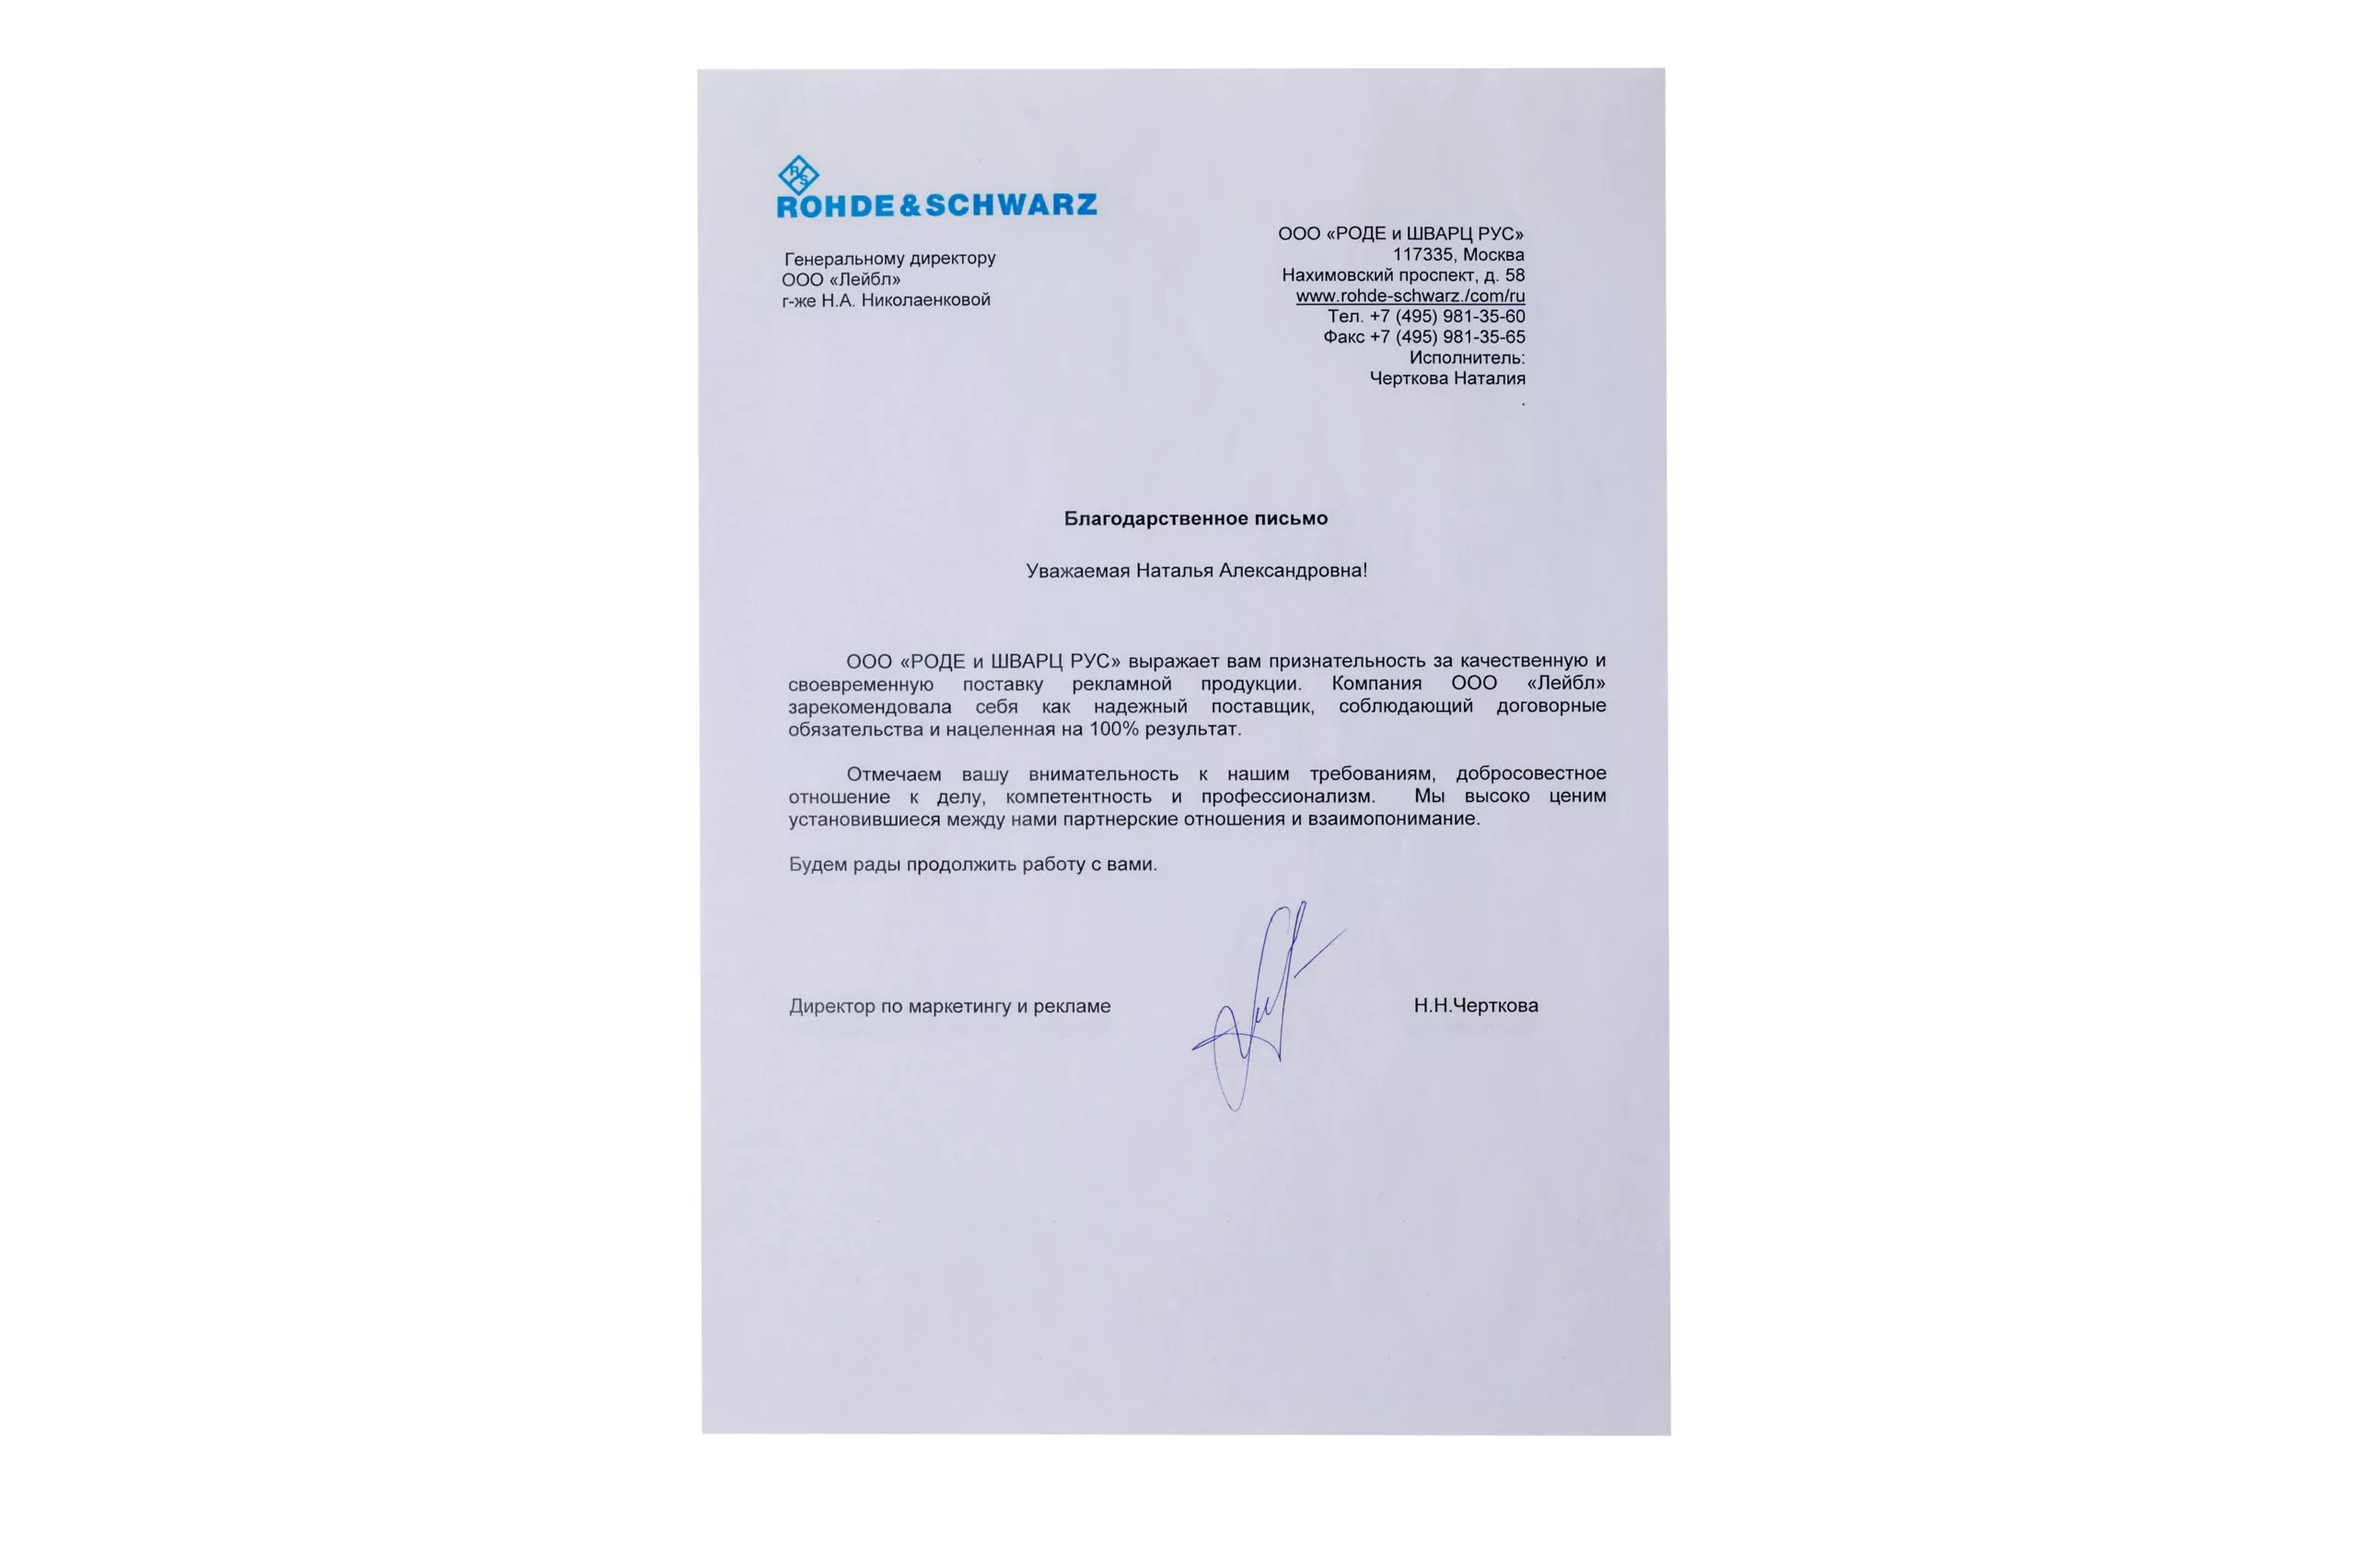 R S
ROHDE & SCHWARZ
Генеральному директору
ООО «Лейбл»
г-же Н.А. Николаенковой
ООО «РОДЕ и ШВАРЦ РУС»
117335, Москва
Нахимовский проспект, д. 58
www.rohde-schwarz./com/ru
Тел. +7 (495) 981-35-60
Факс +7 (495) 981-35-65
Исполнитель:
Черткова Наталия
.
Благодарственное письмо
Уважаемая Наталья Александровна!
ООО «РОДЕ и ШВАРЦ РУС» выражает вам признательность за качественную и
своевременную поставку рекламной продукции. Компания ООО «Лейбл»
зарекомендовала себя как надежный поставщик, соблюдающий договорные
обязательства и нацеленная на 100% результат.
Отмечаем вашу внимательность к нашим требованиям, добросовестное
отношение к делу, компетентность и профессионализм. Мы высоко ценим
установившиеся между нами партнерские отношения и взаимопонимание.
Будем рады продолжить работу с вами.
Директор по маркетингу и рекламе
Н.Н.Черткова